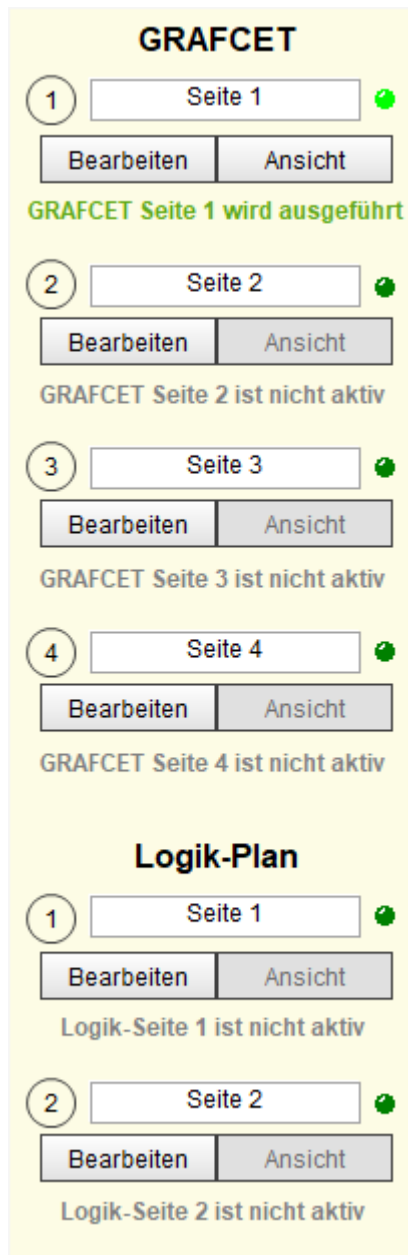 GRAFCET
1 Seite 1
Bearbeiten Ansicht
GRAFCET Seite 1 wird ausgeführt
2 Seite 2
Bearbeiten Ansicht
GRAFCET Seite 2 ist nicht aktiv
3 Seite 3
Bearbeiten Ansicht
GRAFCET Seite 3 ist nicht aktiv
4 Seite 4
Bearbeiten Ansicht
GRAFCET Seite 4 ist nicht aktiv
Logik-Plan
1 Seite 1
Bearbeiten Ansicht
Logik-Seite 1 ist nicht aktiv
2 Seite 2
Bearbeiten Ansicht
Logik-Seite 2 ist nicht aktiv